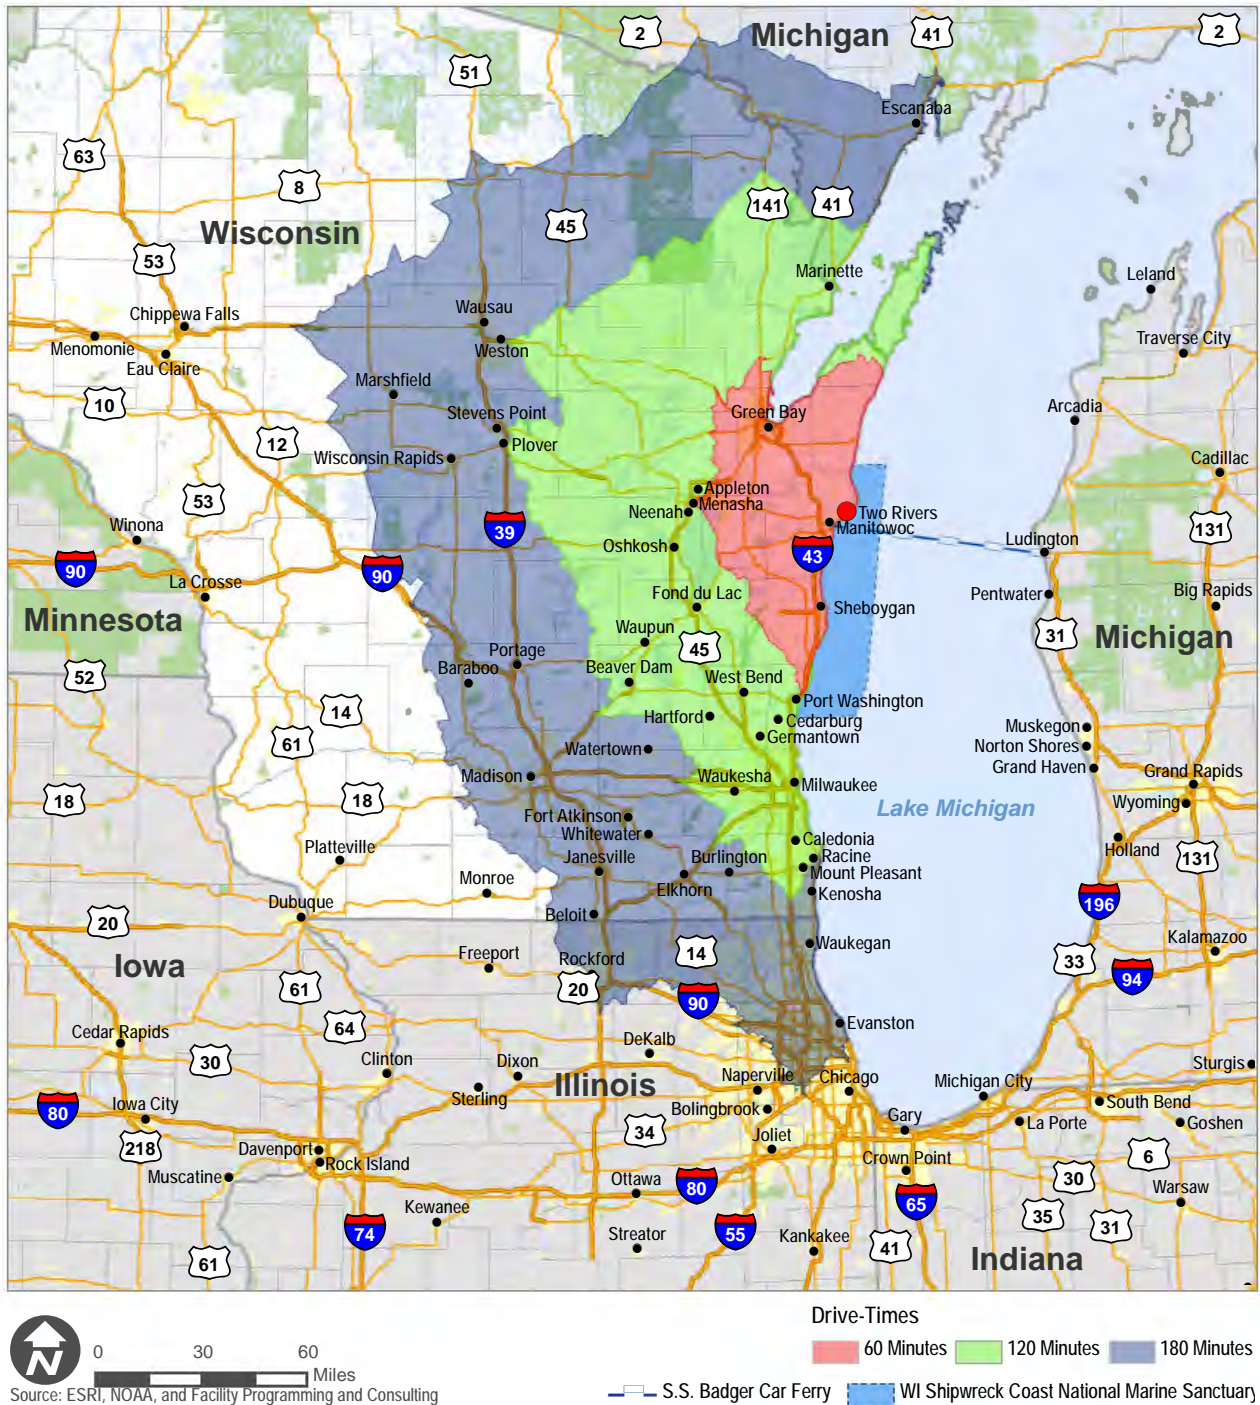 2
Michigan
41
2
51
Escanaba
63
8
141
41
45
Wisconsin
53
Marinette
Leland
Chippewa Falls
Wausau
Menomonie
Weston
Traverse City
Eau Claire
Marshfield
10
Stevens Point
Green Bay
Arcadia
12
Plover
Wisconsin Rapids
Cadillac
53
Appleton
Menasha
Neenah
Two Rivers
Manitowoc
Winona
39
131
Oshkosh
43
Ludington
90
90
La Crosse
Fond du Lac
Pentwater
Big Rapids
Minnesota
Sheboygan
Waupun
45
31
Michigan
Portage
52
Baraboo
Beaver Dam
West Bend
Port Washington
14
Hartford
Cedarburg
Muskegon
61
Germantown
Watertown
Norton Shores
Grand Haven
Madison
Waukesha
Milwaukee
Grand Rapids
18
18
Lake Michigan
Wyoming
Fort Atkinson
Whitewater
Caledonia
Platteville
Janesville
Burlington
Racine
Holland
131
Mount Pleasant
Monroe
Elkhorn
Kenosha
Dubuque
196
20
Beloit
Waukegan
Kalamazoo
Iowa
Freeport
Rockford
14
33
94
61
20
90
64
Evanston
Cedar Rapids
DeKalb
30
Clinton
Dixon
Sturgis
Illinois
Naperville
Chicago
Michigan City
80
Iowa City
Sterling
Bolingbrook
South Bend
Gary
La Porte
Goshen
218
34
Davenport
Joliet
Rock Island
Crown Point
6
Muscatine
Ottawa
80
30
Warsaw
65
Kewanee
35
31
74
Streator
55
Kankakee
41
61
Indiana
Drive-Times
N
0
30
60
Miles
60 Minutes
120 Minutes
180 Minutes
Source: ESRI, NOAA, and Facility Programming and Consulting
S.S. Badger Car Ferry
WI Shipwreck Coast National Marine Sanctuary